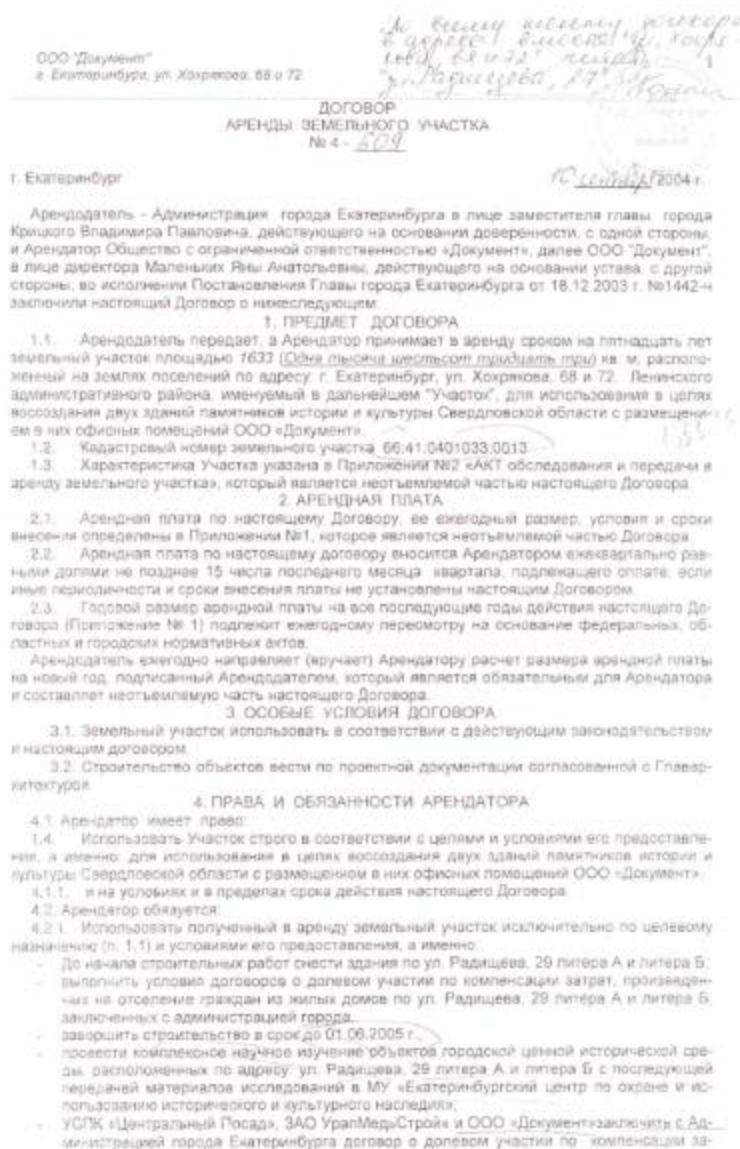 По всему тексту договора
в адресе вместо "ул. Хохря-
кова, 68 и 72" читать
"ул. Радищева,
1
ООО "Документ"
г. Екатеринбург, ул. Хохрякова, 68 и 72
ДОГОВОР
АРЕНДЫ ЗЕМЕЛЬНОГО УЧАСТКА
№ 4 - 609
г. Екатеринбург
10 сентября 2004 г.
Арендодатель - Администрация города Екатеринбурга в лице заместителя главы города
Крицкого Владимира Павловича, действующего на основании доверенности, с одной стороны,
и Арендатор Общество с ограниченной ответственностью «Документ», далее ООО "Документ",
в лице директора Маленьких Яны Анатольевны, действующего на основании устава, с другой
стороны, во исполнении Постановления Главы города Екатеринбурга от 18.12.2003 г. №1442-ч
заключили настоящий Договор о нижеследующем:
1. ПРЕДМЕТ ДОГОВОРА
1.1. Арендодатель передает, а Арендатор принимает в аренду сроком на пятнадцать лет
земельный участок площадью 1633 (Одна тысяча шестьсот тридцать три) кв. м, располо-
женный на землях поселений по адресу: г. Екатеринбург, ул. Хохрякова, 68 и 72. Ленинского
административного района, именуемый в дальнейшем "Участок", для использования в целях
воссоздания двух зданий памятников истории и культуры Свердловской области с размещени-
ем в них офисных помещений ООО «Документ».
1.2. Кадастровый номер земельного участка 66:41:0401033:0013
1.3. Характеристика Участка указана в Приложении №2 «АКТ обследования и передачи в
аренду земельного участка», который является неотъемлемой частью настоящего Договора
2. АРЕНДНАЯ ПЛАТА
2.1. Арендная плата по настоящему Договору, ее ежегодный размер, условия и сроки
внесения определены в Приложении №1, которое является неотъемлемой частью Договора
2.2. Арендная плата по настоящему договору вносится Арендатором ежеквартально рав-
ными долями не позднее 15 числа последнего месяца квартала, подлежащего оплате, если
иные периодичности и сроки внесения платы не установлены настоящим Договором
2.3. Годовой размер арендной платы на все последующие годы действия настоящего До-
говора (Приложение № 1) подлежит ежегодному пересмотру на основание федеральных, об-
ластных и городских нормативных актов.
Арендодатель ежегодно направляет (вручает) Арендатору расчет размера арендной платы
на новый год, подписанный Арендодателем, который является обязательным для Арендатора
и составляет неотъемлемую часть настоящего Договора.
3. ОСОБЫЕ УСЛОВИЯ ДОГОВОРА
3.1. Земельный участок использовать в соответствии с действующим законодательством
и настоящим договором.
3.2. Строительство объектов вести по проектной документации согласованной с Главар-
хитектурой.
4. ПРАВА И ОБЯЗАННОСТИ АРЕНДАТОРА
4.1. Арендатор имеет право:
1.4. Использовать Участок строго в соответствии с целями и условиями его предоставле-
ния, а именно: для использования в целях воссоздания двух зданий памятников истории и
культуры Свердловской области с размещением в них офисных помещений ООО «Документ».
4.1.1. и на условиях и в пределах срока действия настоящего Договора
4.2. Арендатор обязуется:
4.2.1. Использовать полученный в аренду земельный участок исключительно по целевому
назначению (п. 1.1) и условиями его предоставления, а именно:
- До начала строительных работ снести здания по ул. Радищева, 29 литера А и литера Б;
- выполнить условия договоров о долевом участии по компенсации затрат, произведен-
ных на отселение граждан из жилых домов по ул. Радищева, 29 литера А и литера Б,
заключенных с администрацией города,
- завершить строительство в срок до 01.06.2005 г.,
- провести комплексное научное изучение объектов городской ценной исторической сре-
ды, расположенных по адресу: ул. Радищева, 29 литера А и литера Б с последующей
передачей материалов исследований в МУ «Екатеринбургский центр по охране и ис-
пользованию исторического и культурного наследия»;
- УСПК «Центральный Посад», ЗАО УралМедьСтрой» и ООО «Документ»заключить с Ад-
министрацией города Екатеринбурга договор о долевом участии по компенсации за-